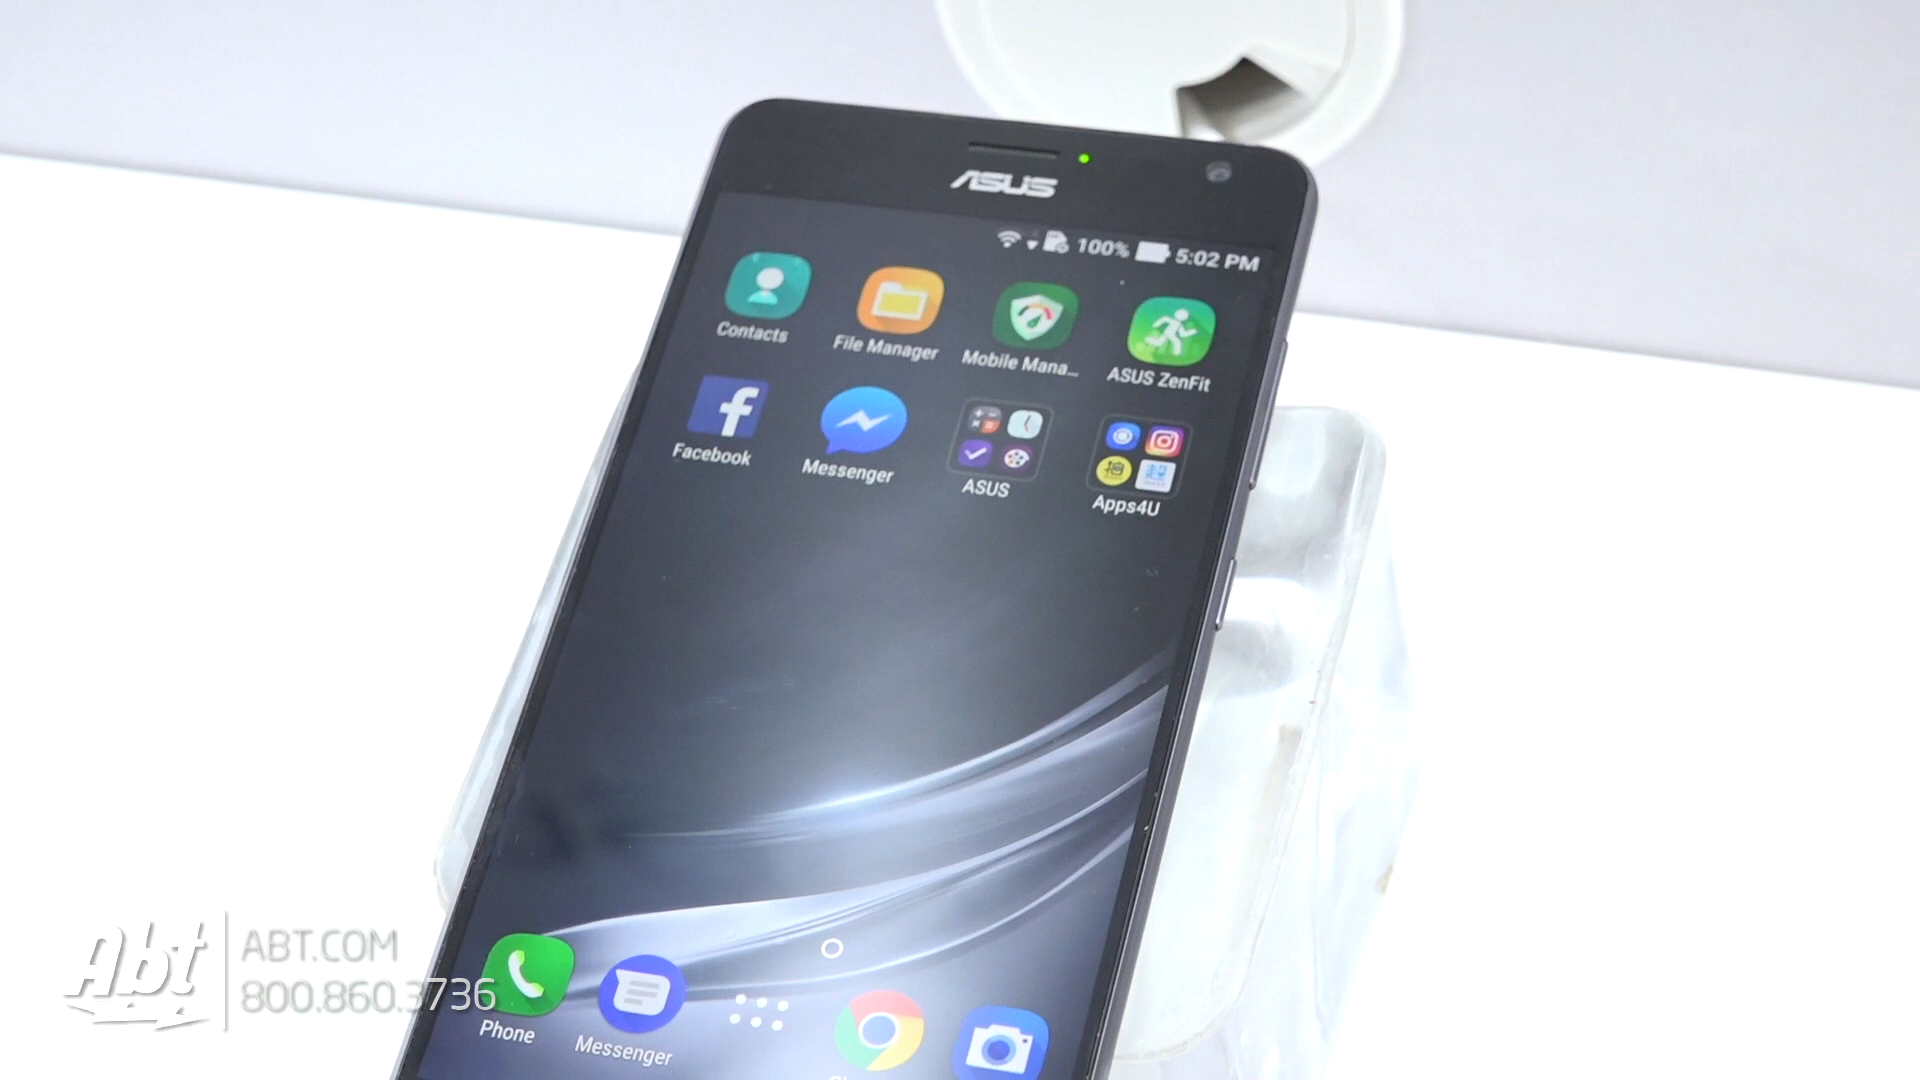 ASUS
100% 5:02 PM
Contacts
File Manager
Mobile Mana...
ASUS ZenFit
Facebook
Messenger
ASUS
Apps4U
Phone
Messenger
Abt
ABT.COM
800.860.3736